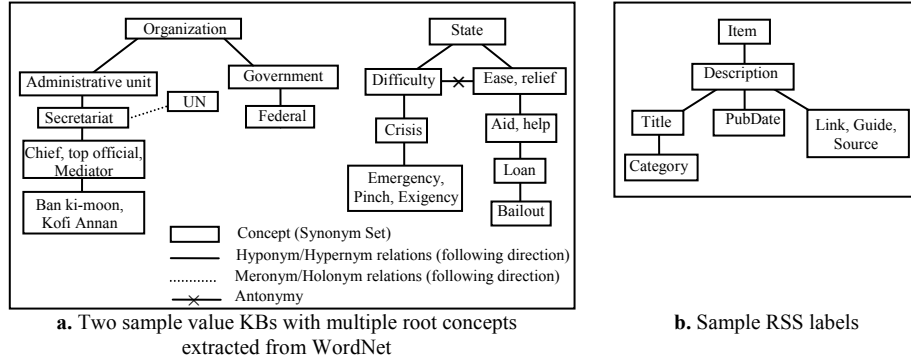 Organization
Administrative unit
Government
UN
Secretariat
Federal
Chief, top official,
Mediator
Ban ki-moon,
Kofi Annan
State
Difficulty
Ease, relief
Crisis
Aid, help
Emergency,
Pinch, Exigency
Loan
Bailout
Concept (Synonym Set)
Hyponym/Hypernym relations (following direction)
Meronym/Holonym relations (following direction)
Antonymy
a. Two sample value KBs with multiple root concepts
extracted from WordNet
Item
Description
Title
PubDate
Link, Guide,
Source
Category
b. Sample RSS labels